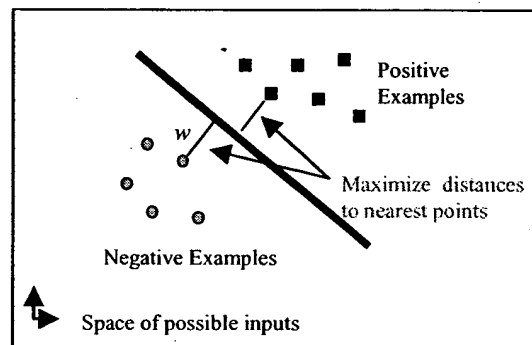 Positive
Examples
w
Maximize distances
to nearest points
Negative Examples
Space of possible inputs